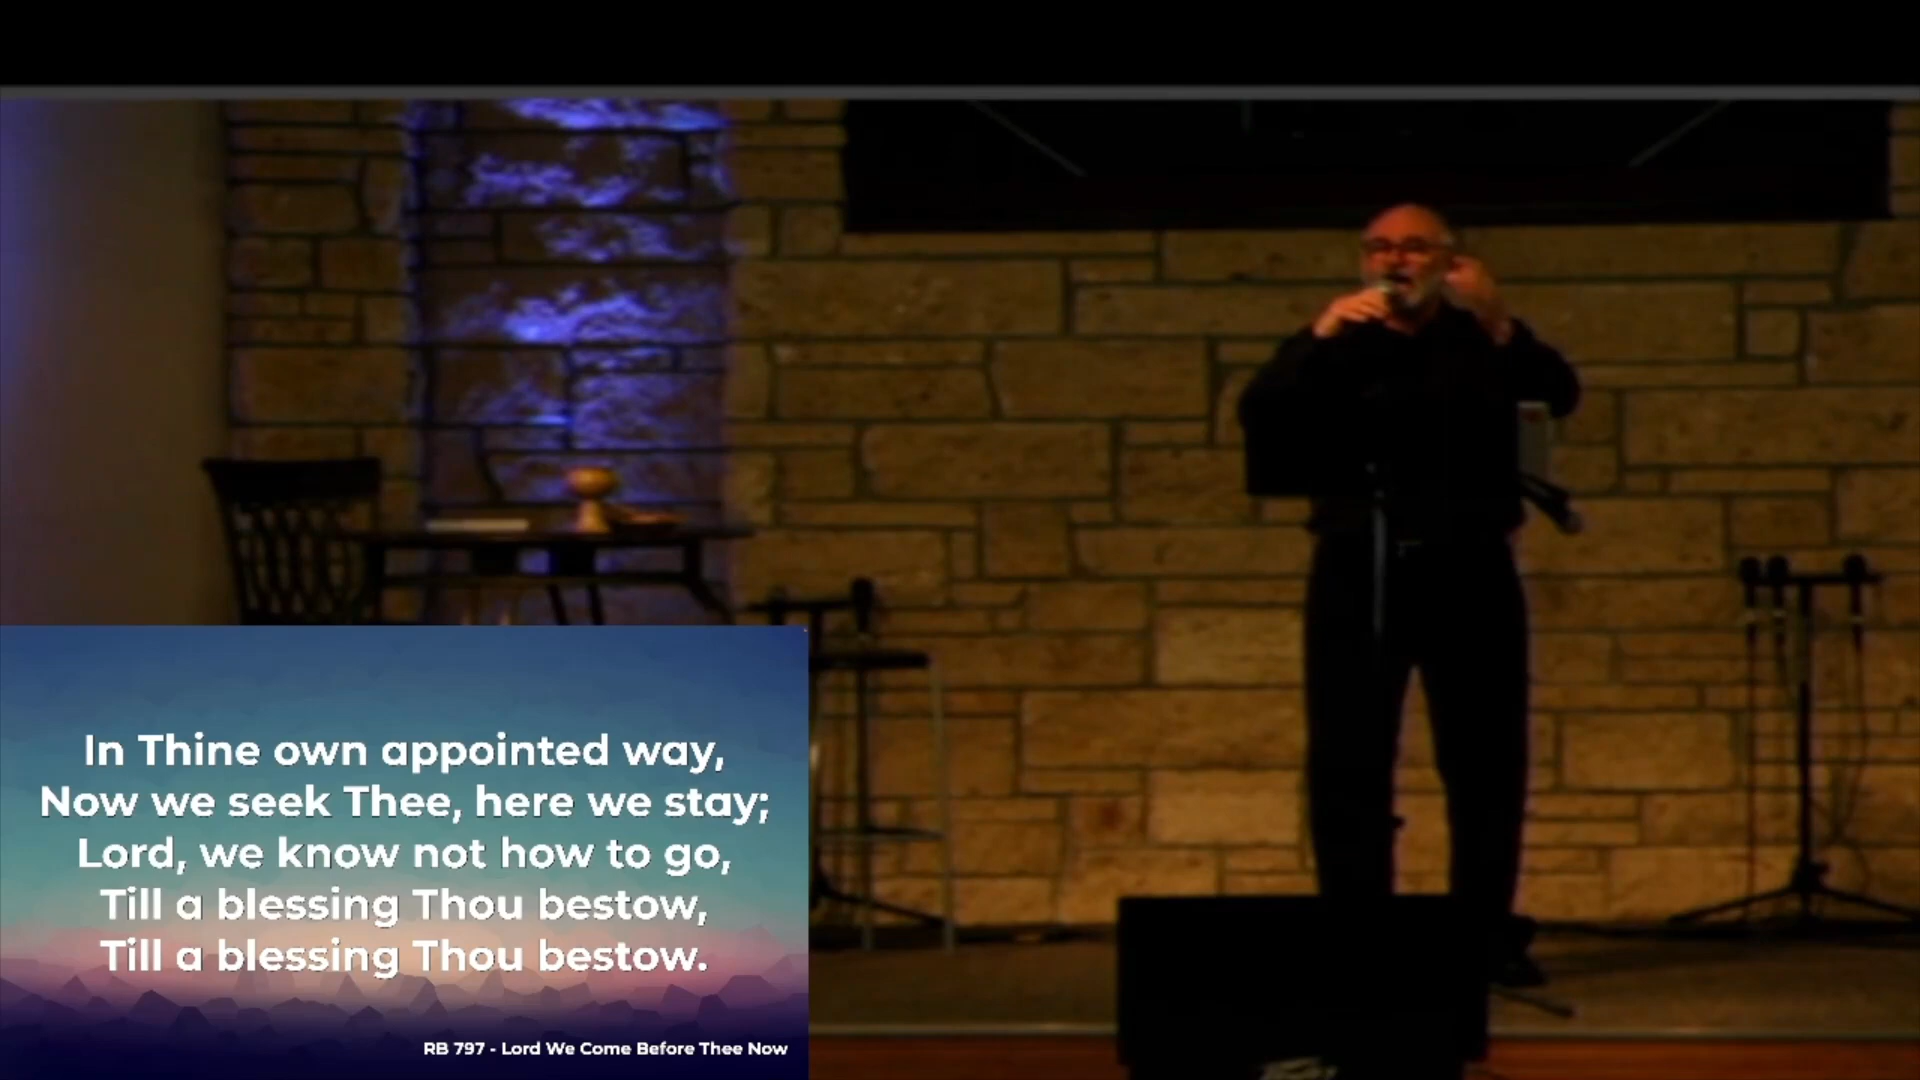 In Thine own appointed way,
Now we seek Thee, here we stay;
Lord, we know not how to go,
Till a blessing Thou bestow,
Till a blessing Thou bestow.
RB 797 - Lord We Come Before Thee Now